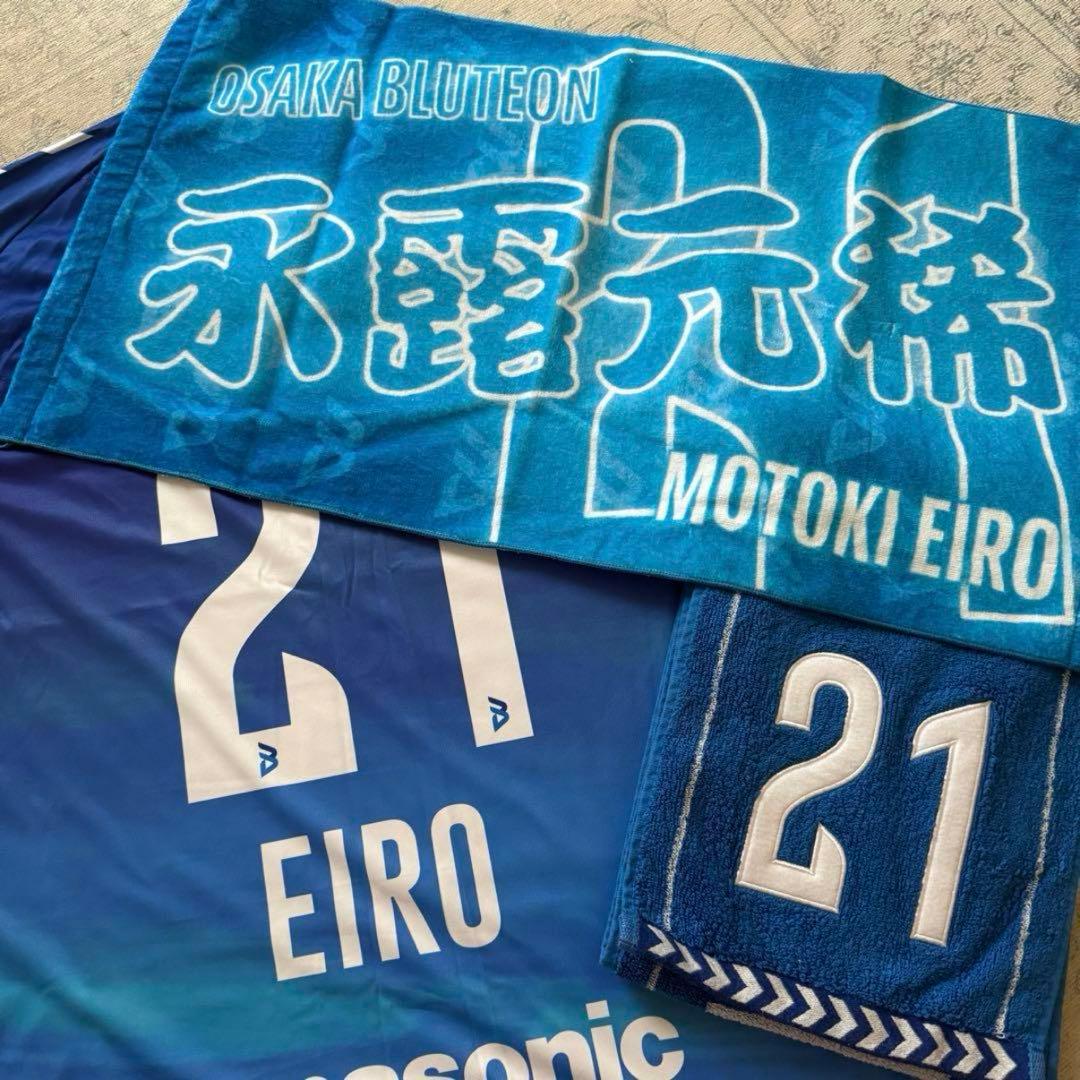 OSAKA BLUTEON
永露元稀
MOTOKI EIRO
21
EIRO
21